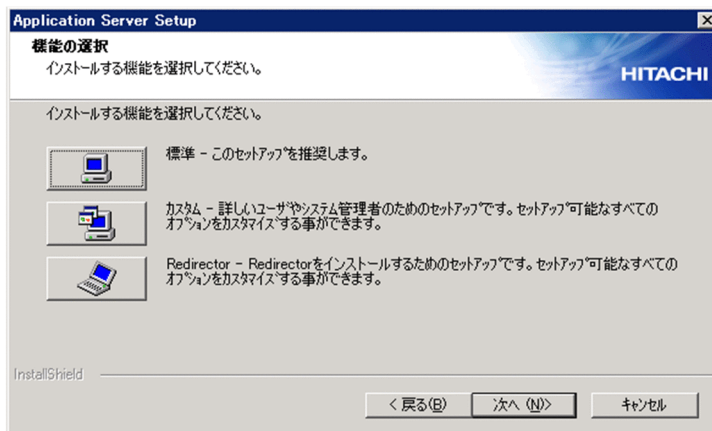 Application Server Setup
機能の選択
インストールする機能を選択してください。
HITACHI
インストールする機能を選択してください。
標準 - このセットアップを推奨します。
カスタム - 詳しいユーザやシステム管理者のためのセットアップです。セットアップ可能なすべての
オプションをカスタマイズする事ができます。
Redirector - Redirectorをインストールするためのセットアップです。セットアップ可能なすべての
オプションをカスタマイズする事ができます。
InstallShield
< 戻る(B)
次へ (N)>
キャンセル